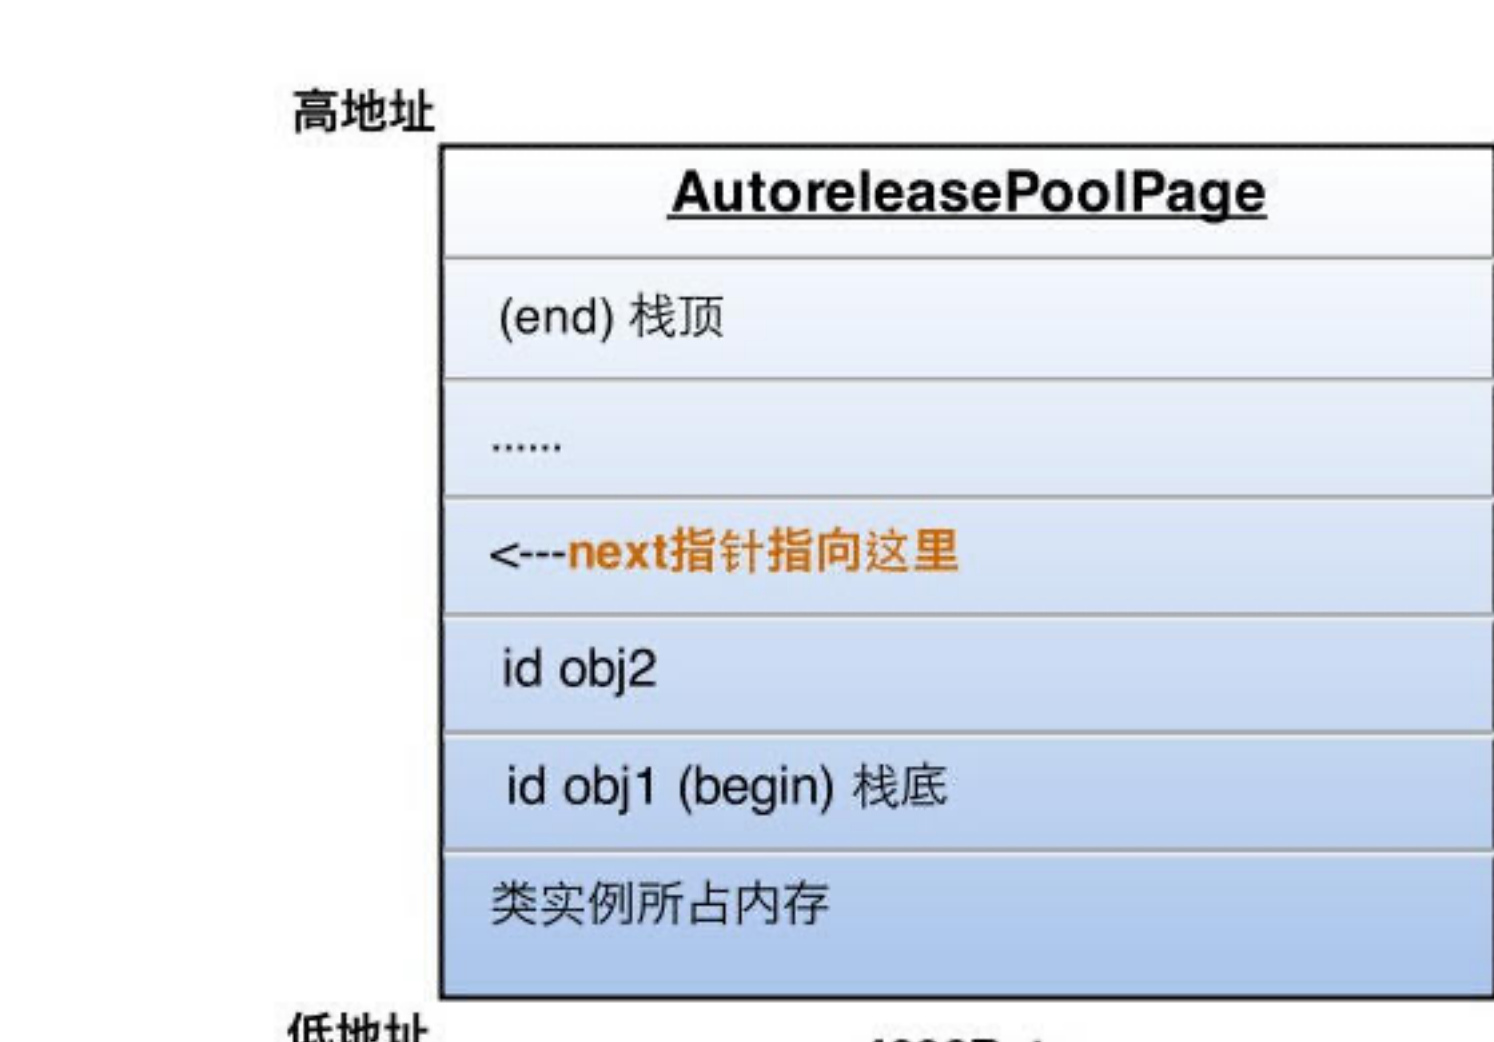 高地址
AutoreleasePoolPage
(end) 栈顶
......
<---next指针指向这里
id obj2
id obj1 (begin) 栈底
类实例所占内存
低地址